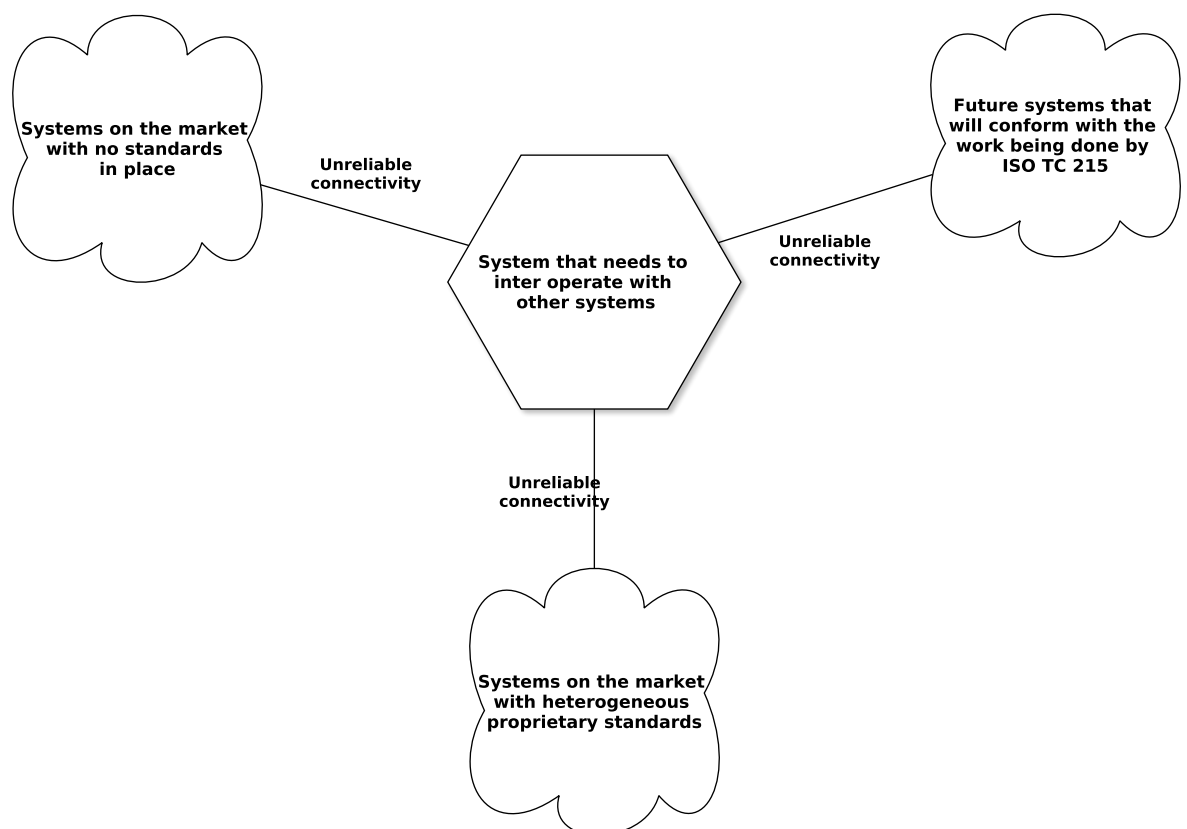 Systems on the market
with no standards
in place
Unreliable
connectivity
Future systems that
will conform with the
work being done by
ISO TC 215
Unreliable
connectivity
System that needs to
inter operate with
other systems
Unreliable
connectivity
Systems on the market
with heterogeneous
proprietary standards